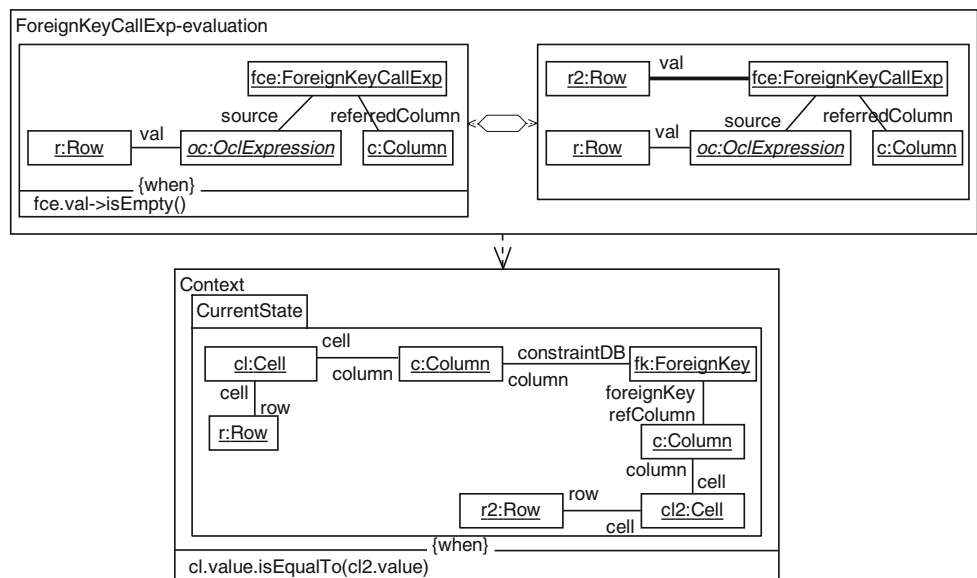 ForeignKeyCallExp-evaluation
fce:ForeignKeyCallExp
source
referredColumn
val
r:Row
oc:OclExpression
c:Column
{when}
fce.val->isEmpty()
r2:Row
val
fce:ForeignKeyCallExp
source
referredColumn
val
r:Row
oc:OclExpression
c:Column
Context
CurrentState
cl:Cell
cell
column
c:Column
constraintDB
column
fk:ForeignKey
cell
row
r:Row
foreignKey
refColumn
c:Column
column
cell
r2:Row
row
cell
cl2:Cell
{when}
cl.value.isEqualTo(cl2.value)